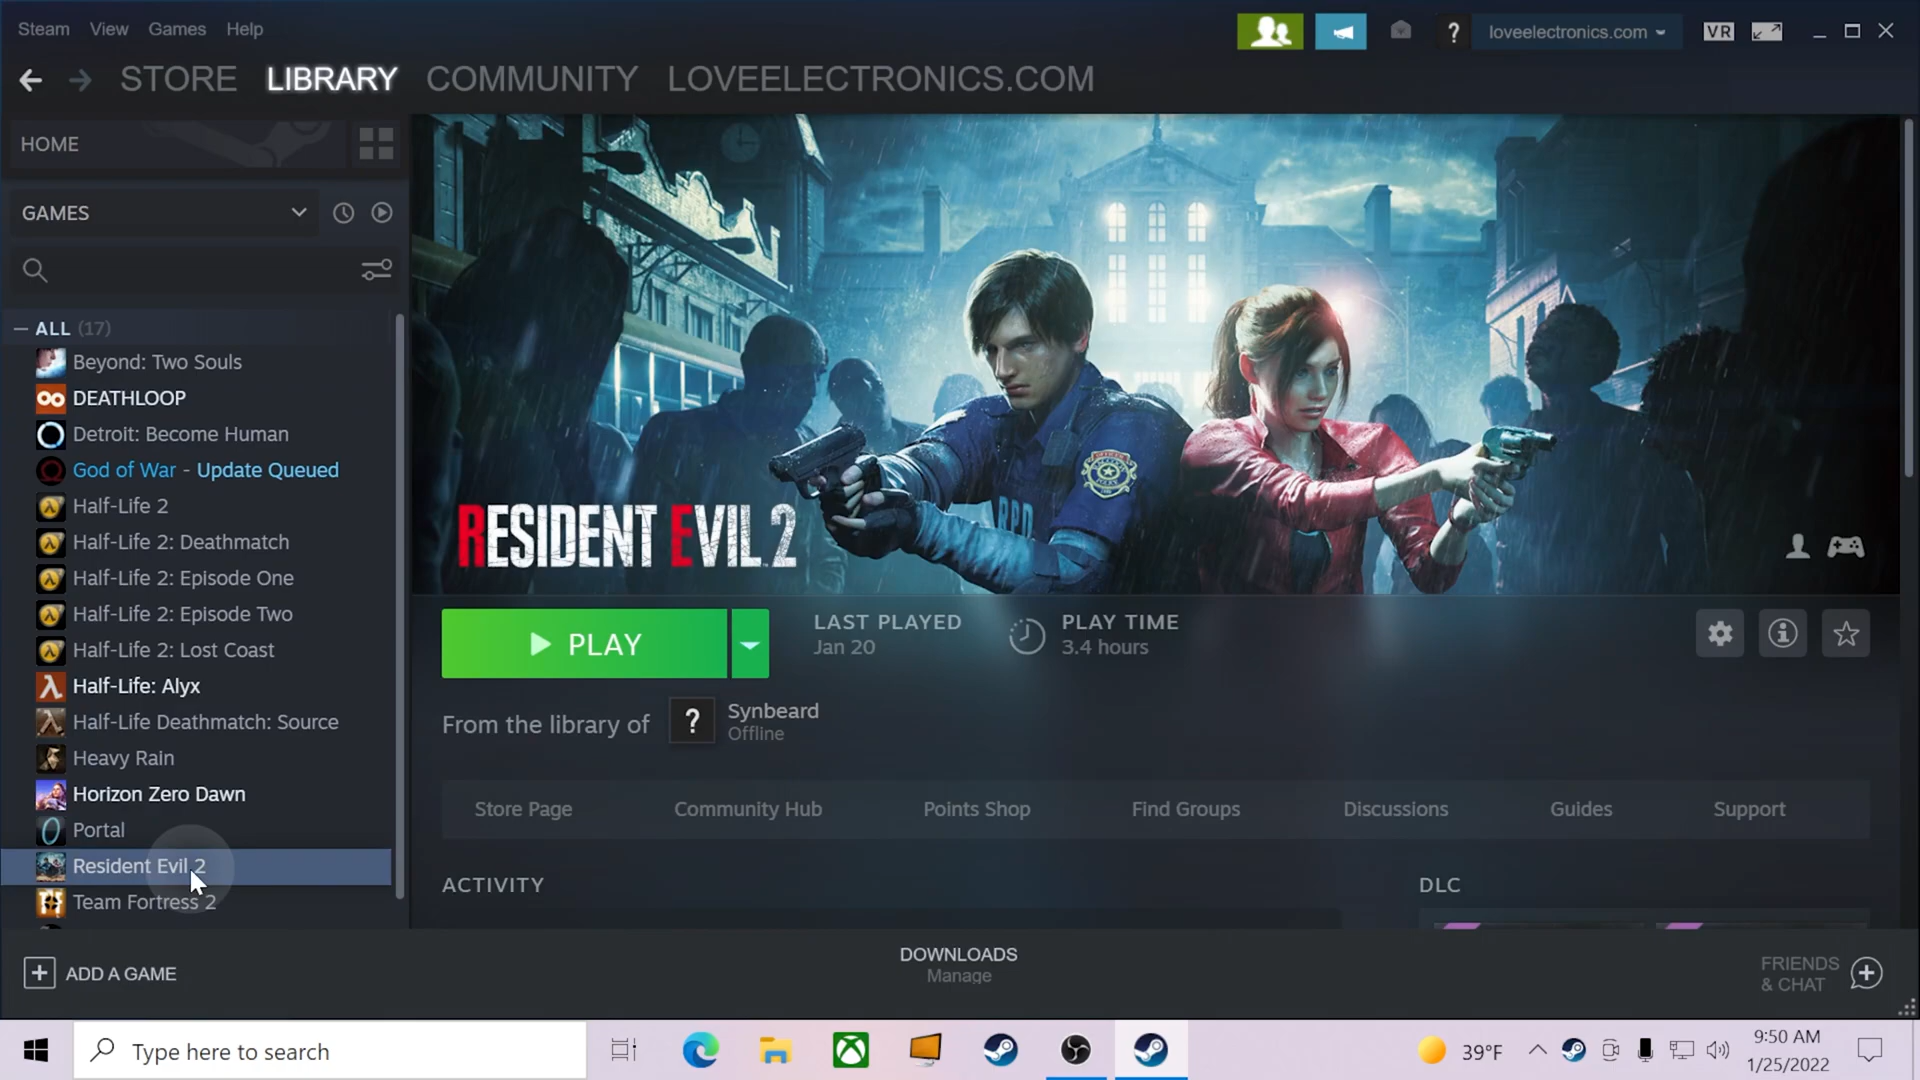 Steam View Games Help
loveelectronics.com
VR
STORE LIBRARY COMMUNITY LOVEELECTRONICS.COM
HOME
GAMES
ALL (17)
Beyond: Two Souls
DEATHLOOP
Detroit: Become Human
God of War - Update Queued
Half-Life 2
Half-Life 2: Deathmatch
Half-Life 2: Episode One
Half-Life 2: Episode Two
Half-Life 2: Lost Coast
Half-Life: Alyx
Half-Life Deathmatch: Source
Heavy Rain
Horizon Zero Dawn
Portal
Resident Evil 2
Team Fortress 2
R.P.D.
RESIDENT EVIL 2
PLAY
LAST PLAYED
Jan 20
PLAY TIME
3.4 hours
From the library of
?
Synbeard
Offline
Store Page Community Hub Points Shop Find Groups Discussions Guides Support
ACTIVITY
DLC
+ ADD A GAME
DOWNLOADS
Manage
FRIENDS
& CHAT
Type here to search
39°F
9:50 AM
1/25/2022